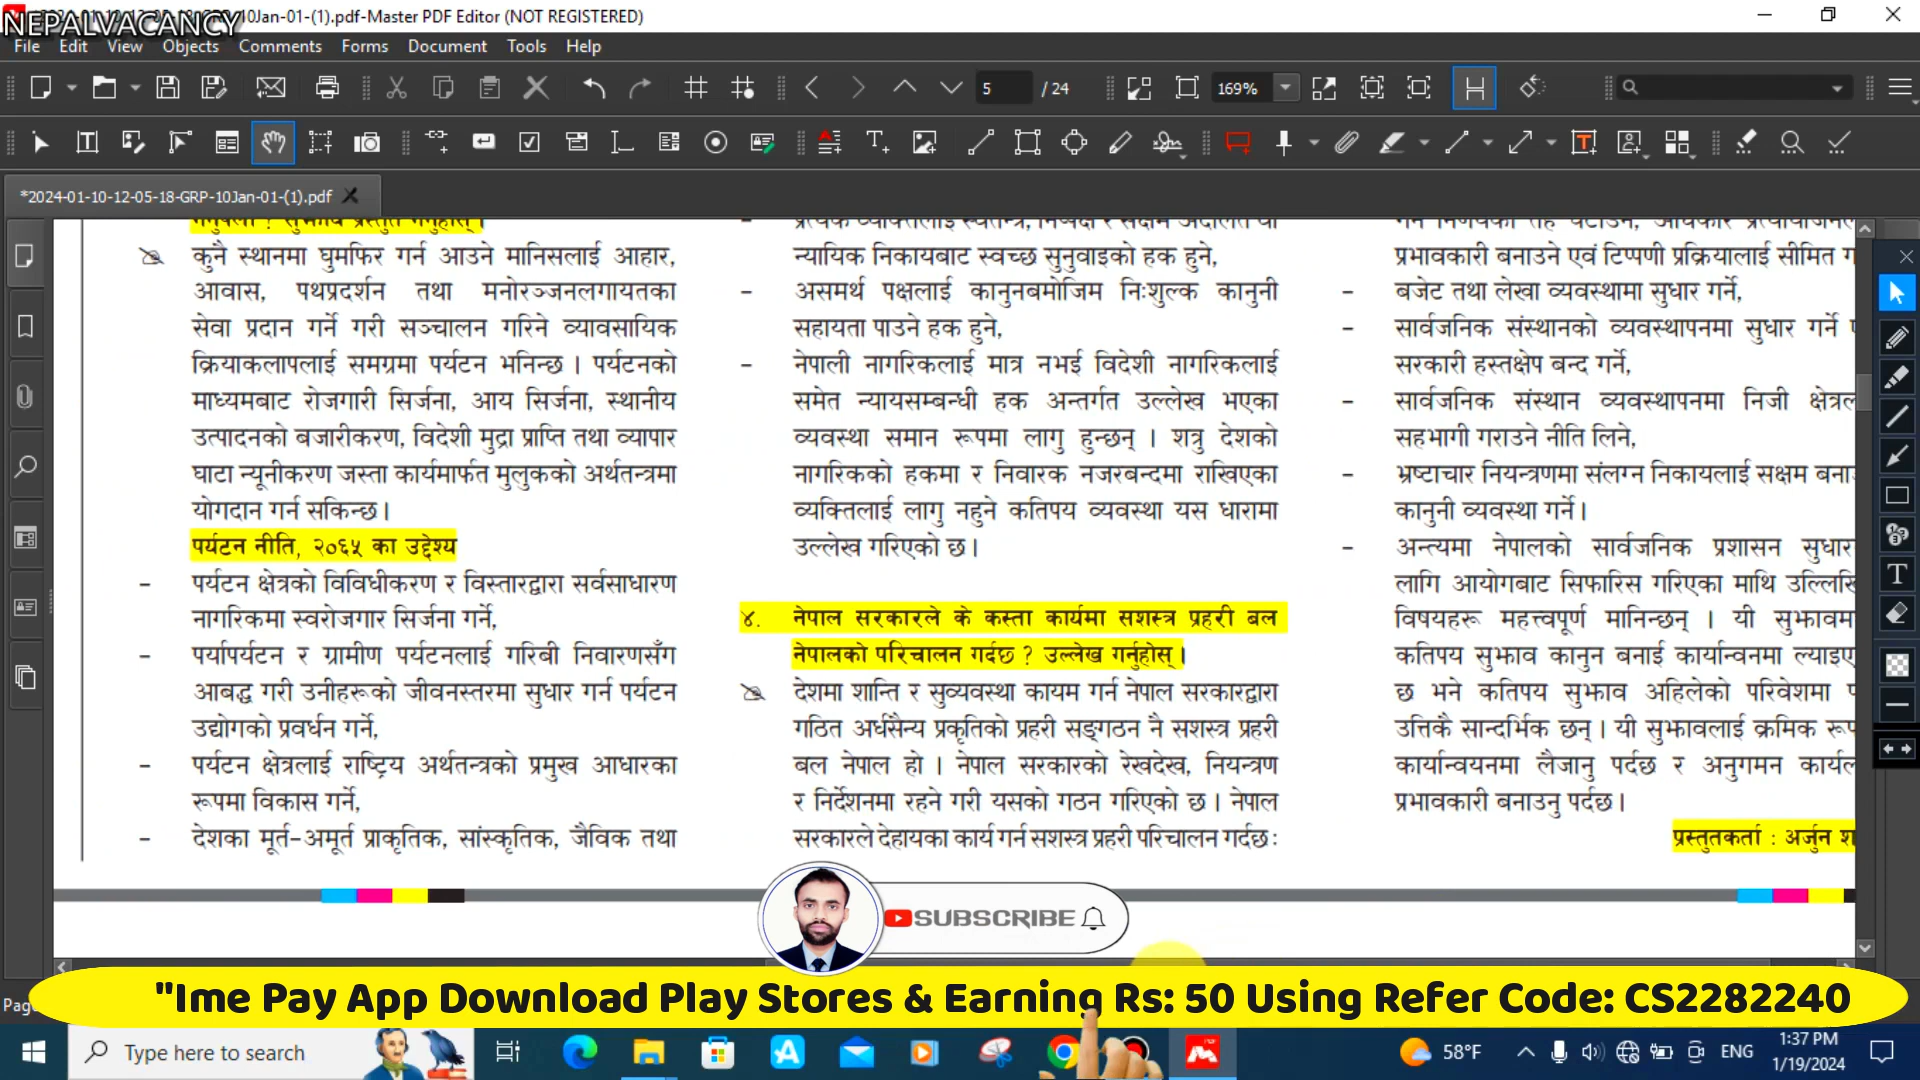 2024-01-10-12-05-18-GRP-10Jan-01-(1).pdf-Master PDF Editor (NOT REGISTERED)
NEPALVACANCY
File Edit View Objects Comments Forms Document Tools Help
5 / 24 169%
*2024-01-10-12-05-18-GRP-10Jan-01-(1).pdf
कुनै स्थानमा घुमफिर गर्न आउने मानिसलाई आहार,
आवास, पथप्रदर्शन तथा मनोरञ्जनलगायतका
सेवा प्रदान गर्ने गरी सञ्चालन गरिने व्यावसायिक
क्रियाकलापलाई समग्रमा पर्यटन भनिन्छ । पर्यटनको
माध्यमबाट रोजगारी सिर्जना, आय सिर्जना, स्थानीय
उत्पादनको बजारीकरण, विदेशी मुद्रा प्राप्ति तथा व्यापार
घाटा न्यूनीकरण जस्ता कार्यमार्फत मुलुकको अर्थतन्त्रमा
योगदान गर्न सकिन्छ।
पर्यटन नीति, २०६५ का उद्देश्य
- पर्यटन क्षेत्रको विविधीकरण र विस्तारद्वारा सर्वसाधारण
नागरिकमा स्वरोजगार सिर्जना गर्ने,
- पर्यापर्यटन र ग्रामीण पर्यटनलाई गरिबी निवारणसँग
आबद्ध गरी उनीहरूको जीवनस्तरमा सुधार गर्न पर्यटन
उद्योगको प्रवर्धन गर्ने,
- पर्यटन क्षेत्रलाई राष्ट्रिय अर्थतन्त्रको प्रमुख आधारका
रूपमा विकास गर्ने,
- देशका मूर्त-अमूर्त प्राकृतिक, सांस्कृतिक, जैविक तथा
न्यायिक निकायबाट स्वच्छ सुनुवाइको हक हुने,
- असमर्थ पक्षलाई कानुनबमोजिम निःशुल्क कानुनी
सहायता पाउने हक हुने,
- नेपाली नागरिकलाई मात्र नभई विदेशी नागरिकलाई
समेत न्यायसम्बन्धी हक अन्तर्गत उल्लेख भएका
व्यवस्था समान रूपमा लागु हुन्छन् । शत्रु देशको
नागरिकको हकमा र निवारक नजरबन्दमा राखिएका
व्यक्तिलाई लागु नहुने कतिपय व्यवस्था यस धारामा
उल्लेख गरिएको छ।
४. नेपाल सरकारले के कस्ता कार्यमा सशस्त्र प्रहरी बल
नेपालको परिचालन गर्दछ ? उल्लेख गर्नुहोस्।
देशमा शान्ति र सुव्यवस्था कायम गर्न नेपाल सरकारद्वारा
गठित अर्धसैन्य प्रकृतिको प्रहरी सङ्गठन नै सशस्त्र प्रहरी
बल नेपाल हो । नेपाल सरकारको रेखदेख, नियन्त्रण
र निर्देशनमा रहने गरी यसको गठन गरिएको छ। नेपाल
सरकारले देहायका कार्य गर्न सशस्त्र प्रहरी परिचालन गर्दछः
प्रभावकारी बनाउने एवं टिप्पणी प्रक्रियालाई सीमित
- बजेट तथा लेखा व्यवस्थामा सुधार गर्ने,
- सार्वजनिक संस्थानको व्यवस्थापनमा सुधार गर्ने
सरकारी हस्तक्षेप बन्द गर्ने,
- सार्वजनिक संस्थान व्यवस्थापनमा निजी
सहभागी गराउने नीति लिने,
- भ्रष्टाचार नियन्त्रणमा संलग्न निकायलाई सक्षम
कानुनी व्यवस्था गर्ने।
- अन्त्यमा नेपालको सार्वजनिक प्रशासन सुधार
लागि आयोगबाट सिफारिस गरिएका माथि
विषयहरू महत्त्वपूर्ण मानिन्छन् । यी
कतिपय सुझाव कानुन बनाई कार्यान्वनमा
छ भने कतिपय सुझाव अहिलेको परिवेशमा
उत्तिकै सान्दर्भिक छन्। यी सुझावलाई क्रमिक
कार्यान्वयनमा लैजानु पर्दछ र अनुगमन
प्रभावकारी बनाउनु पर्दछ।
प्रस्तुतकर्ता : अर्जुन
SUBSCRIBE
"Ime Pay App Download Play Stores & Earning Rs: 50 Using Refer Code: CS2282240
Type here to search
58°F
ENG
1:37 PM
1/19/2024